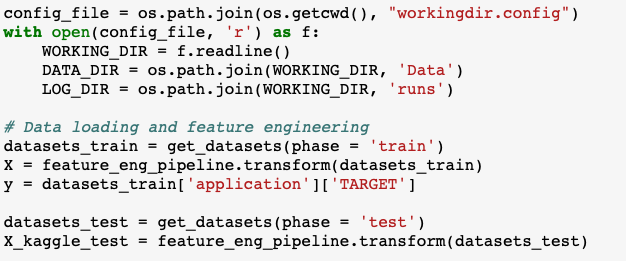 config_file = os.path.join(os.getcwd(), "workingdir.config")
with open(config_file, 'r') as f:
    WORKING_DIR = f.readline()
    DATA_DIR = os.path.join(WORKING_DIR, 'Data')
    LOG_DIR = os.path.join(WORKING_DIR, 'runs')

# Data loading and feature engineering
datasets_train = get_datasets(phase = 'train')
X = feature_eng_pipeline.transform(datasets_train)
y = datasets_train['application']['TARGET']

datasets_test = get_datasets(phase = 'test')
X_kaggle_test = feature_eng_pipeline.transform(datasets_test)